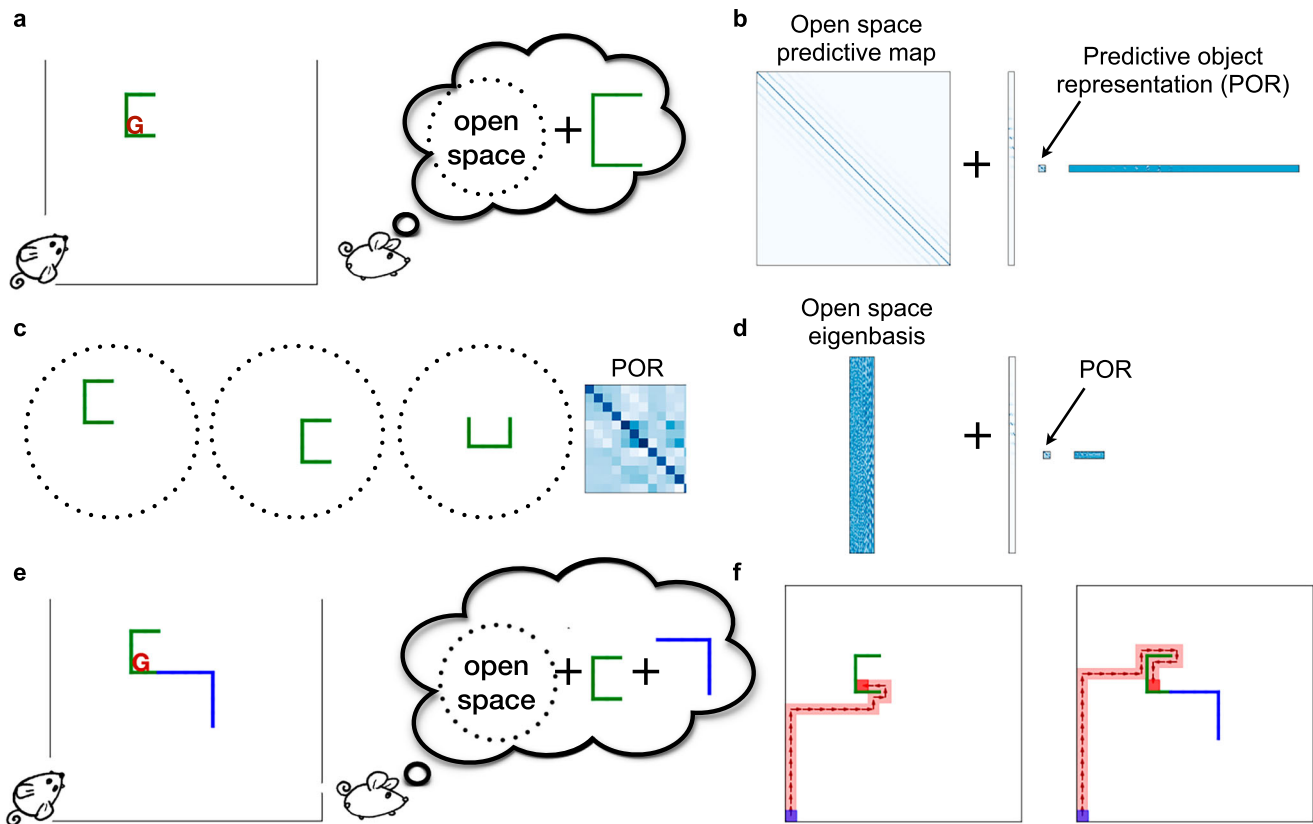 a
G
open
space
+
b
Open space
predictive map
Predictive object
representation (POR)
+
c
POR
d
Open space
eigenbasis
POR
+
e
G
open
space
+
+
f